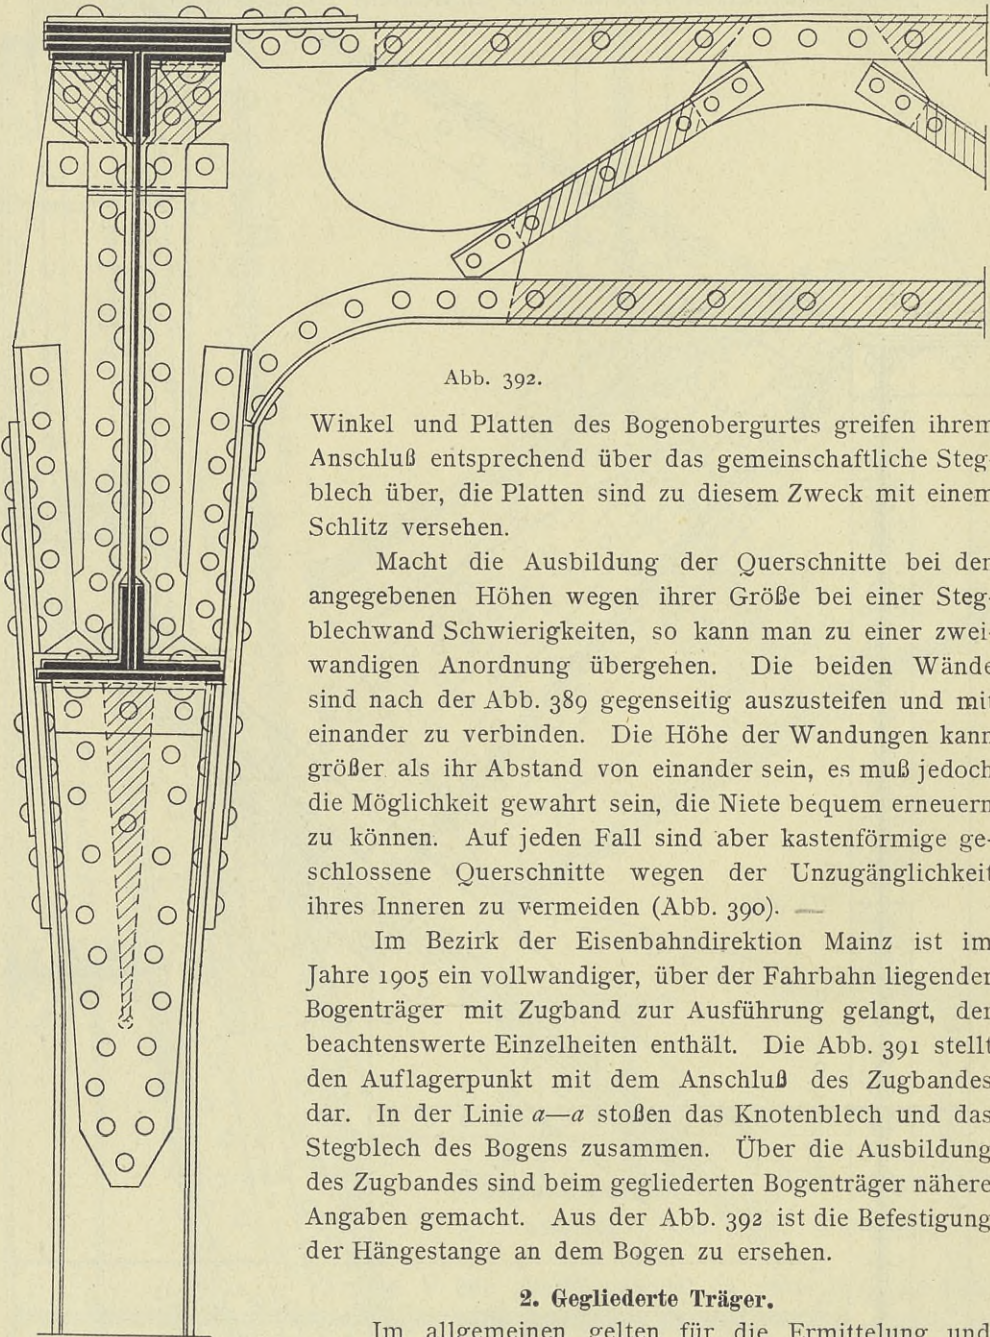 Abb. 392.
Winkel und Platten des Bogenobergurtes greifen ihrem
Anschluß entsprechend über das gemeinschaftliche Steg-
blech über, die Platten sind zu diesem Zweck mit einem
Schlitz versehen.
Macht die Ausbildung der Querschnitte bei den
angegebenen Höhen wegen ihrer Größe bei einer Steg-
blechwand Schwierigkeiten, so kann man zu einer zwei-
wandigen Anordnung übergehen. Die beiden Wände
sind nach der Abb. 389 gegenseitig auszusteifen und mit
einander zu verbinden. Die Höhe der Wandungen kann
größer als ihr Abstand von einander sein, es muß jedoch
die Möglichkeit gewahrt sein, die Niete bequem erneuern
zu können. Auf jeden Fall sind aber kastenförmige ge-
schlossene Querschnitte wegen der Unzugänglichkeit
ihres Inneren zu vermeiden (Abb. 390). —
Im Bezirk der Eisenbahndirektion Mainz ist im
Jahre 1905 ein vollwandiger, über der Fahrbahn liegender
Bogenträger mit Zugband zur Ausführung gelangt, der
beachtenswerte Einzelheiten enthält. Die Abb. 391 stellt
den Auflagerpunkt mit dem Anschluß des Zugbandes
dar. In der Linie a—a stoßen das Knotenblech und das
Stegblech des Bogens zusammen. Über die Ausbildung
des Zugbandes sind beim gegliederten Bogenträger nähere
Angaben gemacht. Aus der Abb. 392 ist die Befestigung
der Hängestange an dem Bogen zu ersehen.
2. Gegliederte Träger.
Im allgemeinen gelten für die Ermittelung und